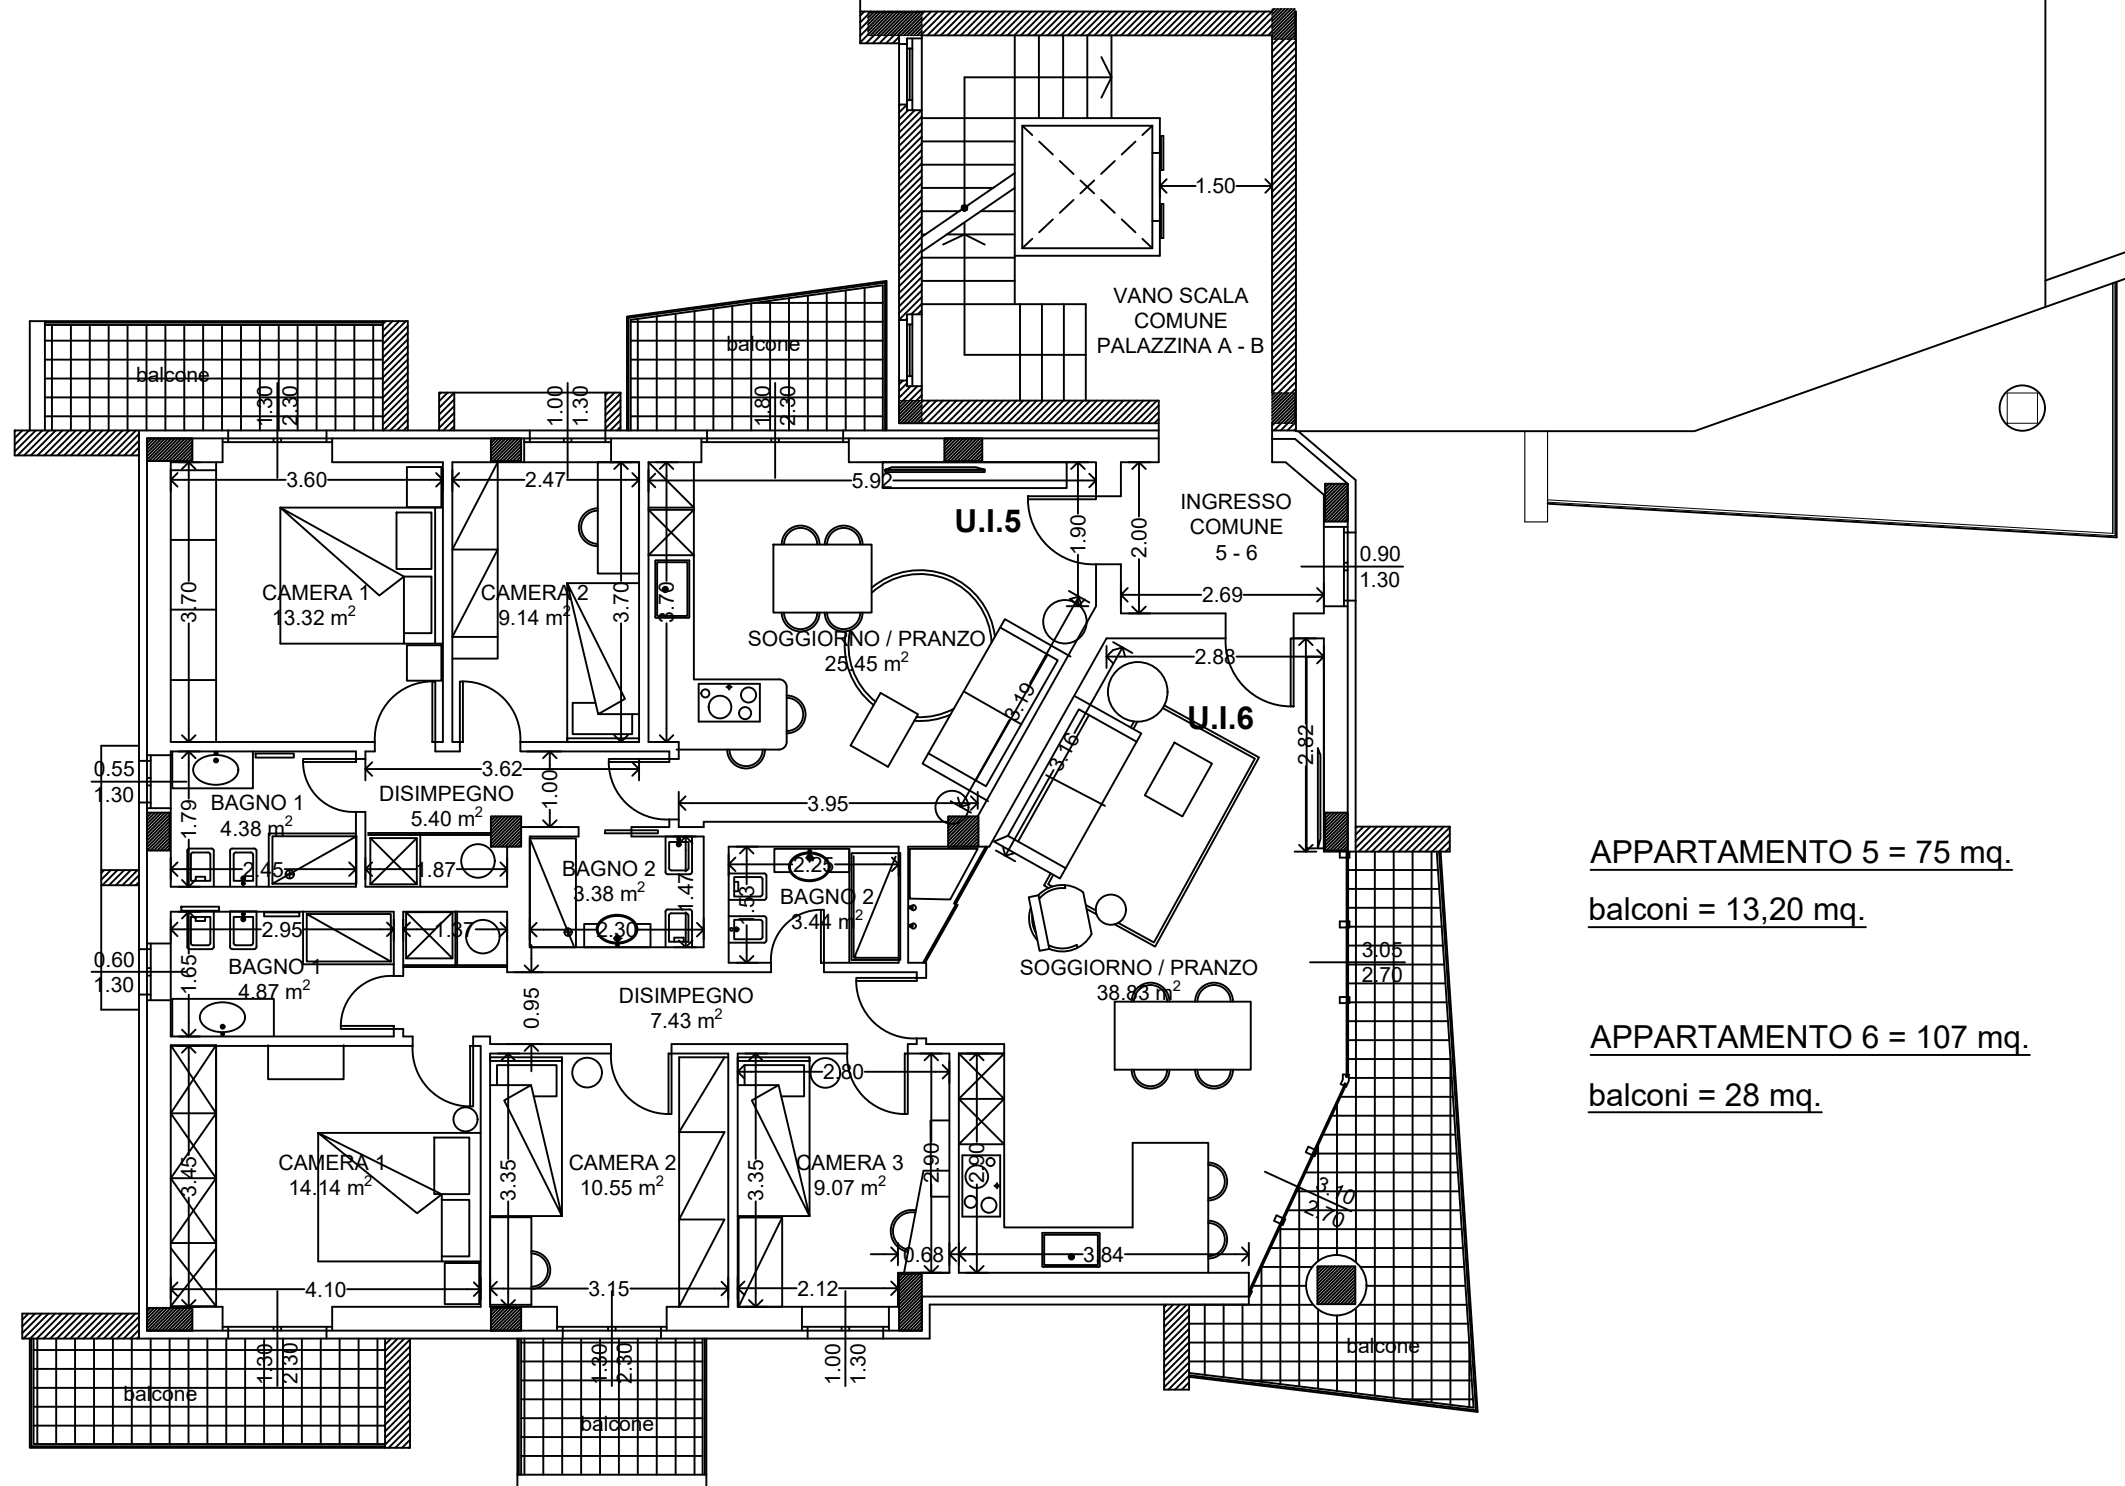 1.50
VANO SCALA
COMUNE
PALAZZINA A - B
balcone
balcone
1.30
2.30
1.00
1.30
1.80
2.30
3.60
2.47
5.92
U.I.5
1.90
2.00
INGRESSO
COMUNE
5 - 6
0.90
1.30
2.69
3.70
CAMERA 1
13.32 m²
CAMERA 2
9.14 m²
3.70
3.70
SOGGIORNO / PRANZO
25.45 m²
3.19
2.88
U.I.6
2.82
3.16
0.55
1.30
3.62
DISIMPEGNO
5.40 m²
1.00
3.95
1.79
BAGNO 1
4.38 m²
2.45
1.87
BAGNO 2
3.38 m²
1.47
2.30
2.25
1.53
BAGNO 2
3.44 m²
APPARTAMENTO 5 = 75 mq.
balconi = 13,20 mq.
2.95
1.37
0.60
1.30
1.65
BAGNO 1
4.87 m²
0.95
DISIMPEGNO
7.43 m²
SOGGIORNO / PRANZO
38.83 m²
3.05
2.70
APPARTAMENTO 6 = 107 mq.
balconi = 28 mq.
2.80
3.45
CAMERA 1
14.14 m²
3.35
CAMERA 2
10.55 m²
3.35
CAMERA 3
9.07 m²
2.90
2.90
3.10
2.70
0.68
3.84
4.10
3.15
2.12
1.30
2.30
1.30
2.30
1.00
1.30
balcone
balcone
balcone